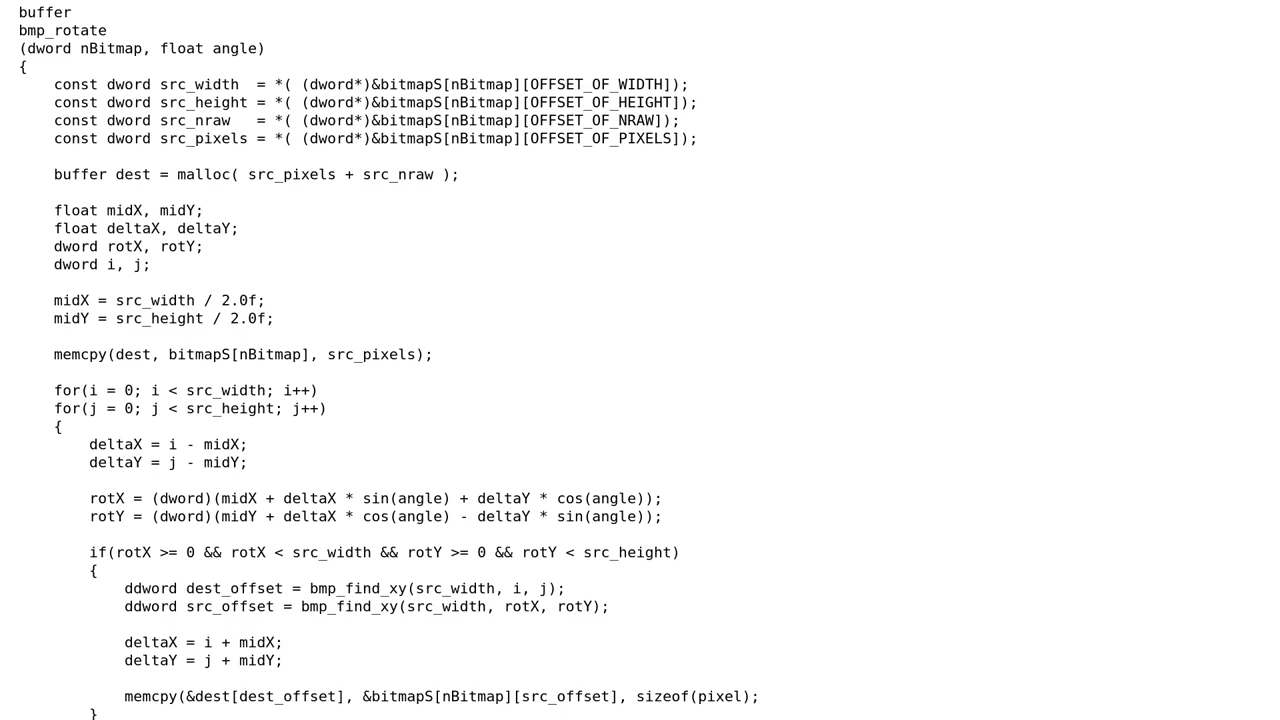 buffer
bmp_rotate
(dword nBitmap, float angle)
{
    const dword src_width  = *( (dword*)&bitmapS[nBitmap][OFFSET_OF_WIDTH]);
    const dword src_height = *( (dword*)&bitmapS[nBitmap][OFFSET_OF_HEIGHT]);
    const dword src_nraw   = *( (dword*)&bitmapS[nBitmap][OFFSET_OF_NRAW]);
    const dword src_pixels = *( (dword*)&bitmapS[nBitmap][OFFSET_OF_PIXELS]);

    buffer dest = malloc( src_pixels + src_nraw );

    float midX, midY;
    float deltaX, deltaY;
    dword rotX, rotY;
    dword i, j;

    midX = src_width / 2.0f;
    midY = src_height / 2.0f;

    memcpy(dest, bitmapS[nBitmap], src_pixels);

    for(i = 0; i < src_width; i++)
    for(j = 0; j < src_height; j++)
    {
        deltaX = i - midX;
        deltaY = j - midY;

        rotX = (dword)(midX + deltaX * sin(angle) + deltaY * cos(angle));
        rotY = (dword)(midY + deltaX * cos(angle) - deltaY * sin(angle));

        if(rotX >= 0 && rotX < src_width && rotY >= 0 && rotY < src_height)
        {
            ddword dest_offset = bmp_find_xy(src_width, i, j);
            ddword src_offset = bmp_find_xy(src_width, rotX, rotY);

            deltaX = i + midX;
            deltaY = j + midY;

            memcpy(&dest[dest_offset], &bitmapS[nBitmap][src_offset], sizeof(pixel);
        }